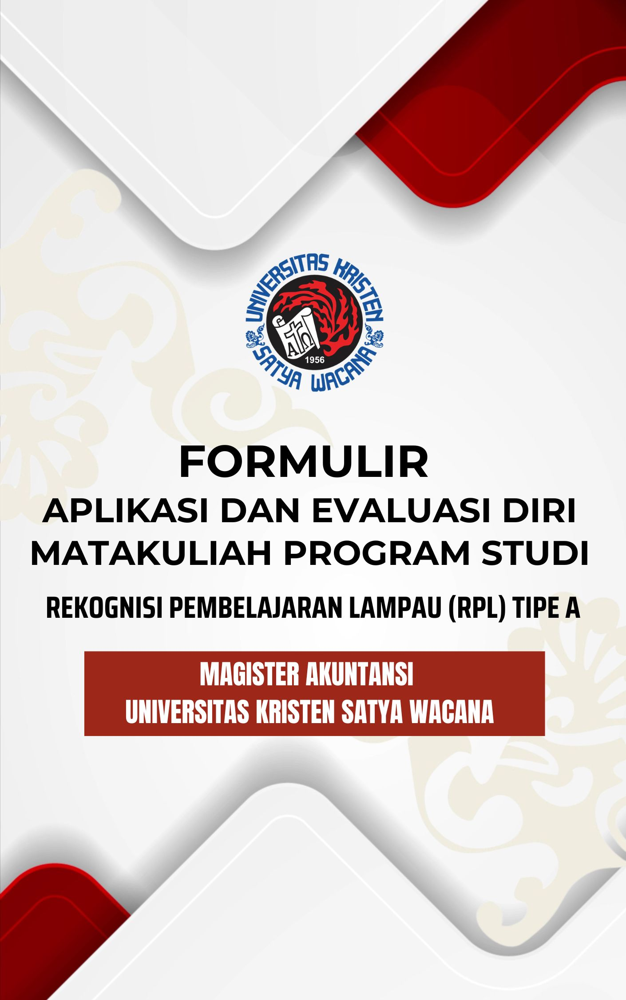 UNIVERSITAS KRISTEN
SATYA WACANA
Α Ω
1956
FORMULIR
APLIKASI DAN EVALUASI DIRI
MATAKULIAH PROGRAM STUDI
REKOGNISI PEMBELAJARAN LAMPAU (RPL) TIPE A
MAGISTER AKUNTANSI
UNIVERSITAS KRISTEN SATYA WACANA